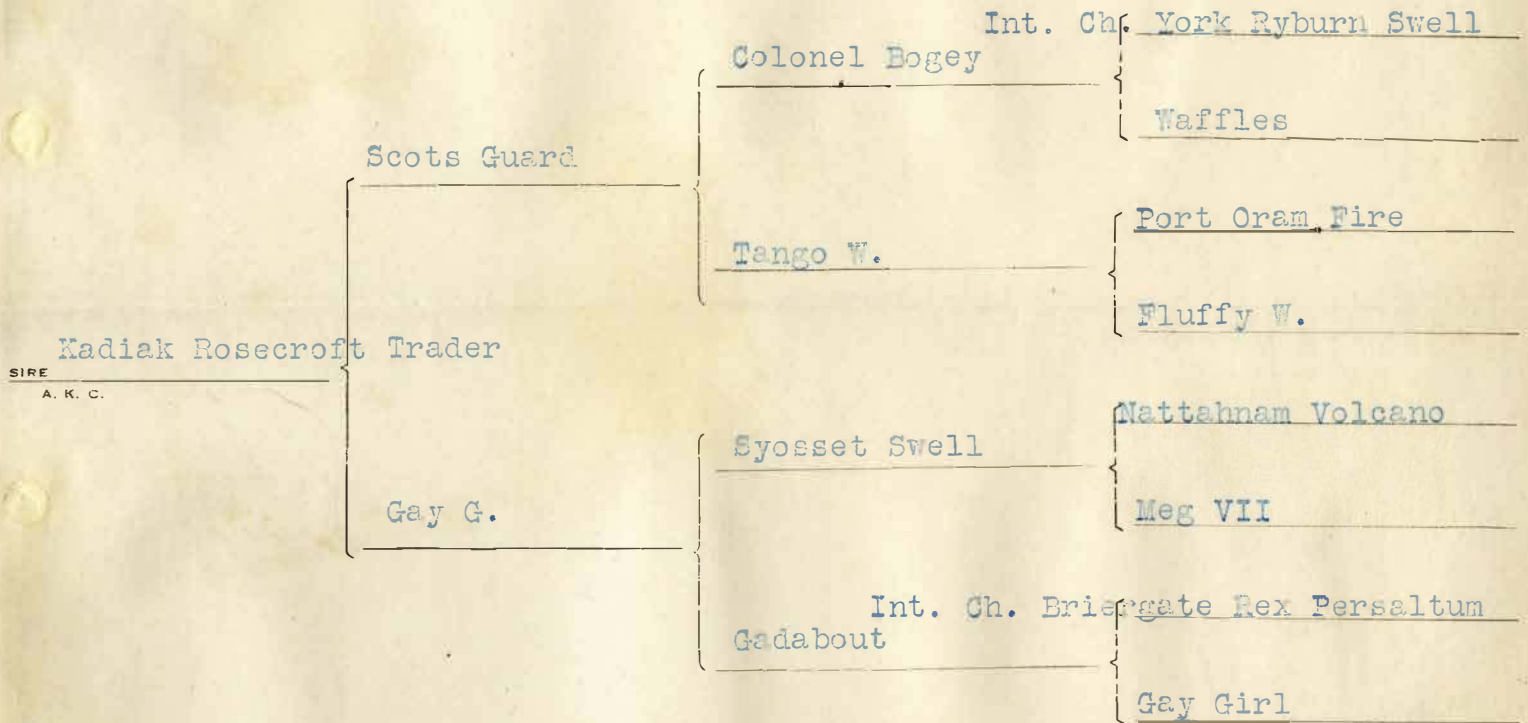 Int. Ch. York Ryburn Swell
Colonel Bogey
Waffles
Scots Guard
Port Oram Fire
Tango W.
Fluffy W.
Kadiak Rosecroft Trader
SIRE
A. K. C.
Nattahnam Volcano
Syosset Swell
Meg VII
Gay G.
Int. Ch. Briergate Rex Persaltum
Gadabout
Gay Girl